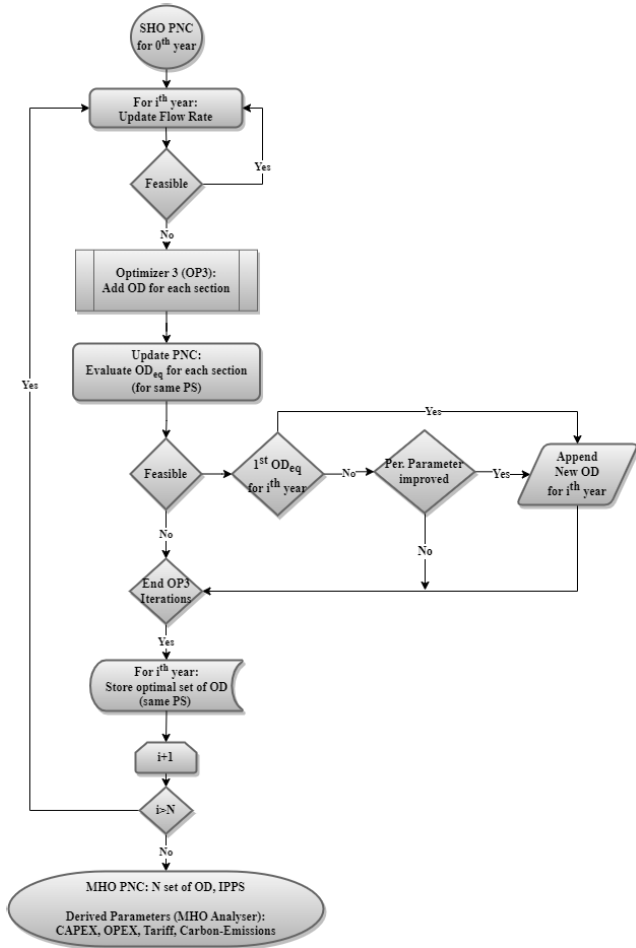 SHO PNC
for 0th year
For ith year:
Update Flow Rate
Yes
Feasible
No
Optimizer 3 (OP3):
Add OD for each section
Update PNC:
Evaluate ODeq for each section
(for same PS)
Yes
Yes
Feasible
1st ODeq
for ith year
No
Per. Parameter
improved
Yes
Append
New OD
for ith year
No
No
End OP3
Iterations
Yes
For ith year:
Store optimal set of OD
(same PS)
i+1
i>N
No
MHO PNC: N set of OD, IPPS
Derived Parameters (MHO Analyser):
CAPEX, OPEX, Tariff, Carbon-Emissions